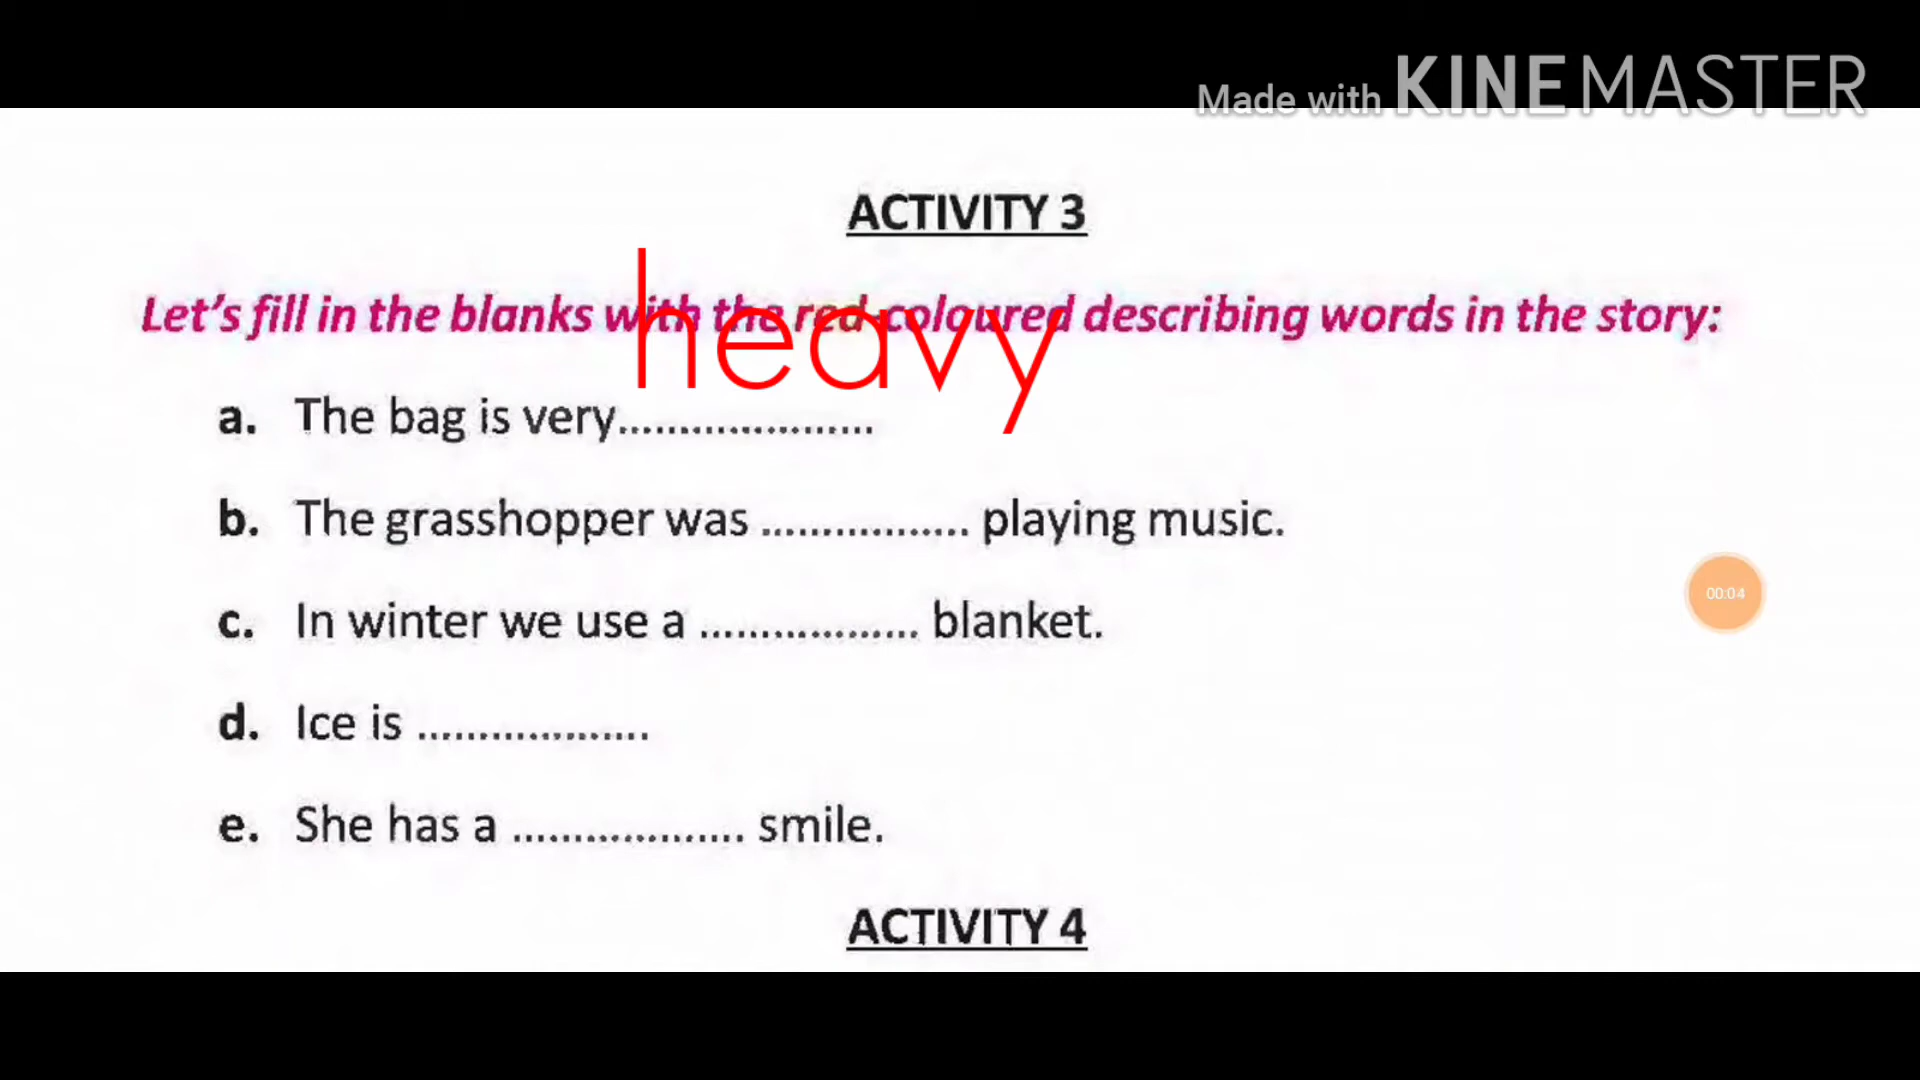 Made with KINEMASTER
ACTIVITY 3
Let's fill in the blanks with the red-coloured describing words in the story:
heavy
a. The bag is very.....................
b. The grasshopper was ................. playing music.
c. In winter we use a .................. blanket.
00:04
d. Ice is ...................
e. She has a ................... smile.
ACTIVITY 4